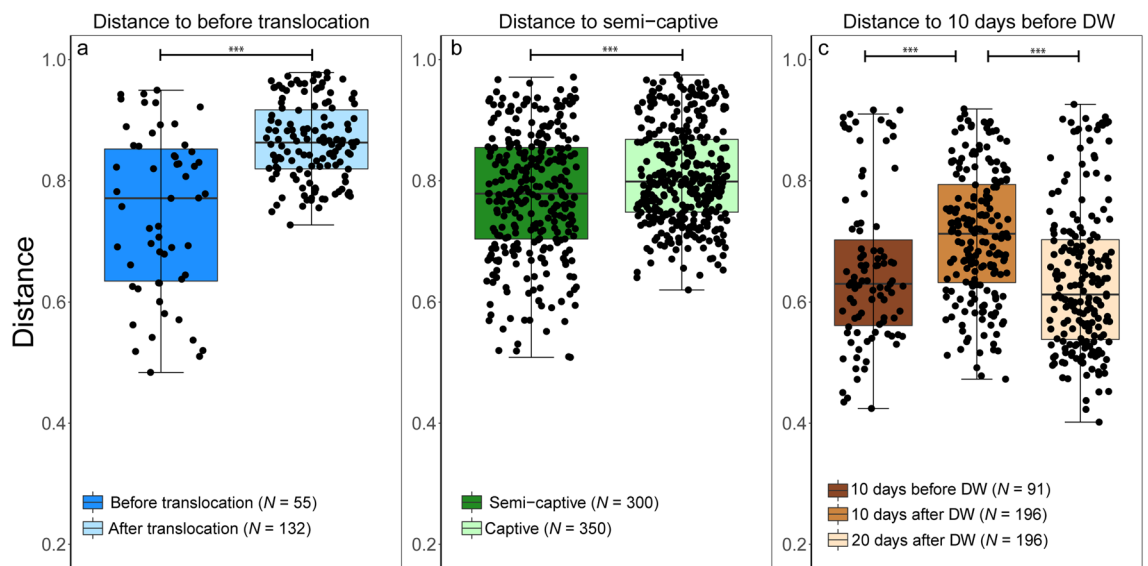 Distance to before translocation
Distance to semi-captive
Distance to 10 days before DW
a
***
b
***
c
***
***
Distance
1.0
0.8
0.6
0.4
0.2
1.0
0.8
0.6
0.4
0.2
1.0
0.8
0.6
0.4
0.2
Before translocation (N = 55)
After translocation (N = 132)
Semi-captive (N = 300)
Captive (N = 350)
10 days before DW (N = 91)
10 days after DW (N = 196)
20 days after DW (N = 196)